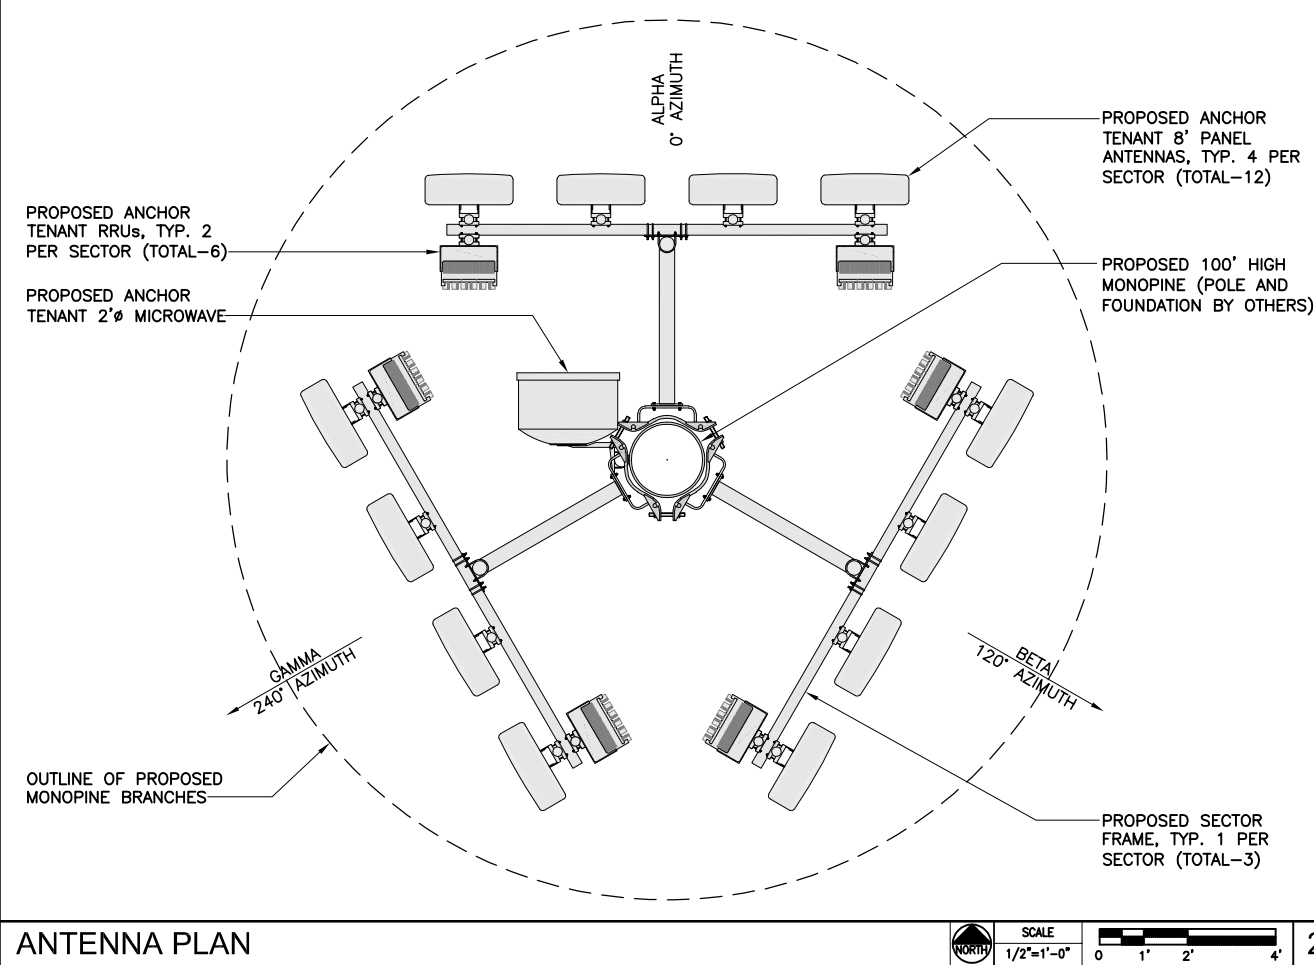 ALPHA
0° AZIMUTH
PROPOSED ANCHOR
TENANT 8' PANEL
ANTENNAS, TYP. 4 PER
SECTOR (TOTAL-12)
PROPOSED ANCHOR
TENANT RRUs, TYP. 2
PER SECTOR (TOTAL-6)
PROPOSED 100' HIGH
MONOPINE (POLE AND
FOUNDATION BY OTHERS)
PROPOSED ANCHOR
TENANT 2'ø MICROWAVE
GAMMA
240° AZIMUTH
BETA
120° AZIMUTH
OUTLINE OF PROPOSED
MONOPINE BRANCHES
PROPOSED SECTOR
FRAME, TYP. 1 PER
SECTOR (TOTAL-3)
ANTENNA PLAN
NORTH
SCALE
1/2"=1'-0"
0 1' 2' 4'
2